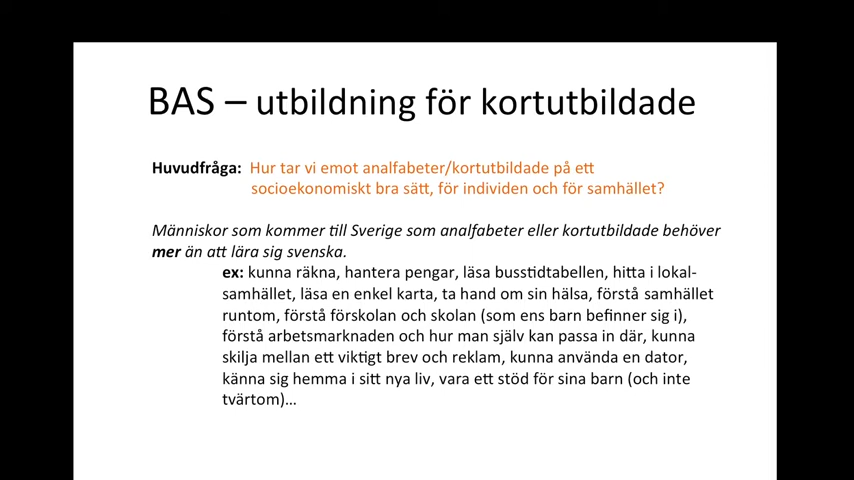 BAS – utbildning för kortutbildade
Huvudfråga: Hur tar vi emot analfabeter/kortutbildade på ett
socioekonomiskt bra sätt, för individen och för samhället?
Människor som kommer till Sverige som analfabeter eller kortutbildade behöver
mer än att lära sig svenska.
ex: kunna räkna, hantera pengar, läsa busstidtabellen, hitta i lokal-
samhället, läsa en enkel karta, ta hand om sin hälsa, förstå samhället
runtom, förstå förskolan och skolan (som ens barn befinner sig i),
förstå arbetsmarknaden och hur man själv kan passa in där, kunna
skilja mellan ett viktigt brev och reklam, kunna använda en dator,
känna sig hemma i sitt nya liv, vara ett stöd för sina barn (och inte
tvärtom)…